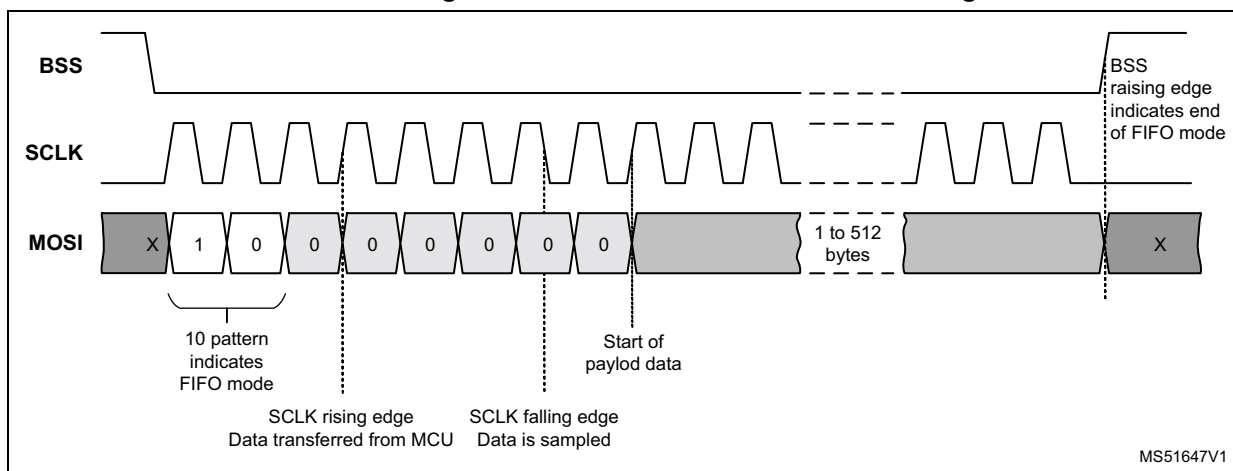 BSS
BSS
raising edge
indicates end
of FIFO mode
SCLK
MOSI
X 1 0 0 0 0 0 0 0 1 to 512 X
bytes
10 pattern
indicates
FIFO mode
Start of
paylod data
SCLK rising edge
Data transferred from MCU
SCLK falling edge
Data is sampled
MS51647V1